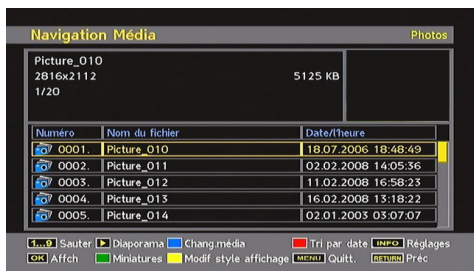 Navigation Média Photos
Picture_010
2816x2112 5125 KB
1/20
Numéro Nom du fichier Date/l'heure
0001. Picture_010 18.07.2006 18:48:49
0002. Picture_011 02.02.2008 14:05:36
0003. Picture_012 11.02.2008 16:58:23
0004. Picture_013 16.02.2008 13:18:22
0005. Picture_014 02.01.2003 03:07:07
1...9 Sauter Diaporama Chang.média Tri par date INFO Réglages
OK Affch Miniatures Modif style affichage MENU Quitt. RETURN Préc